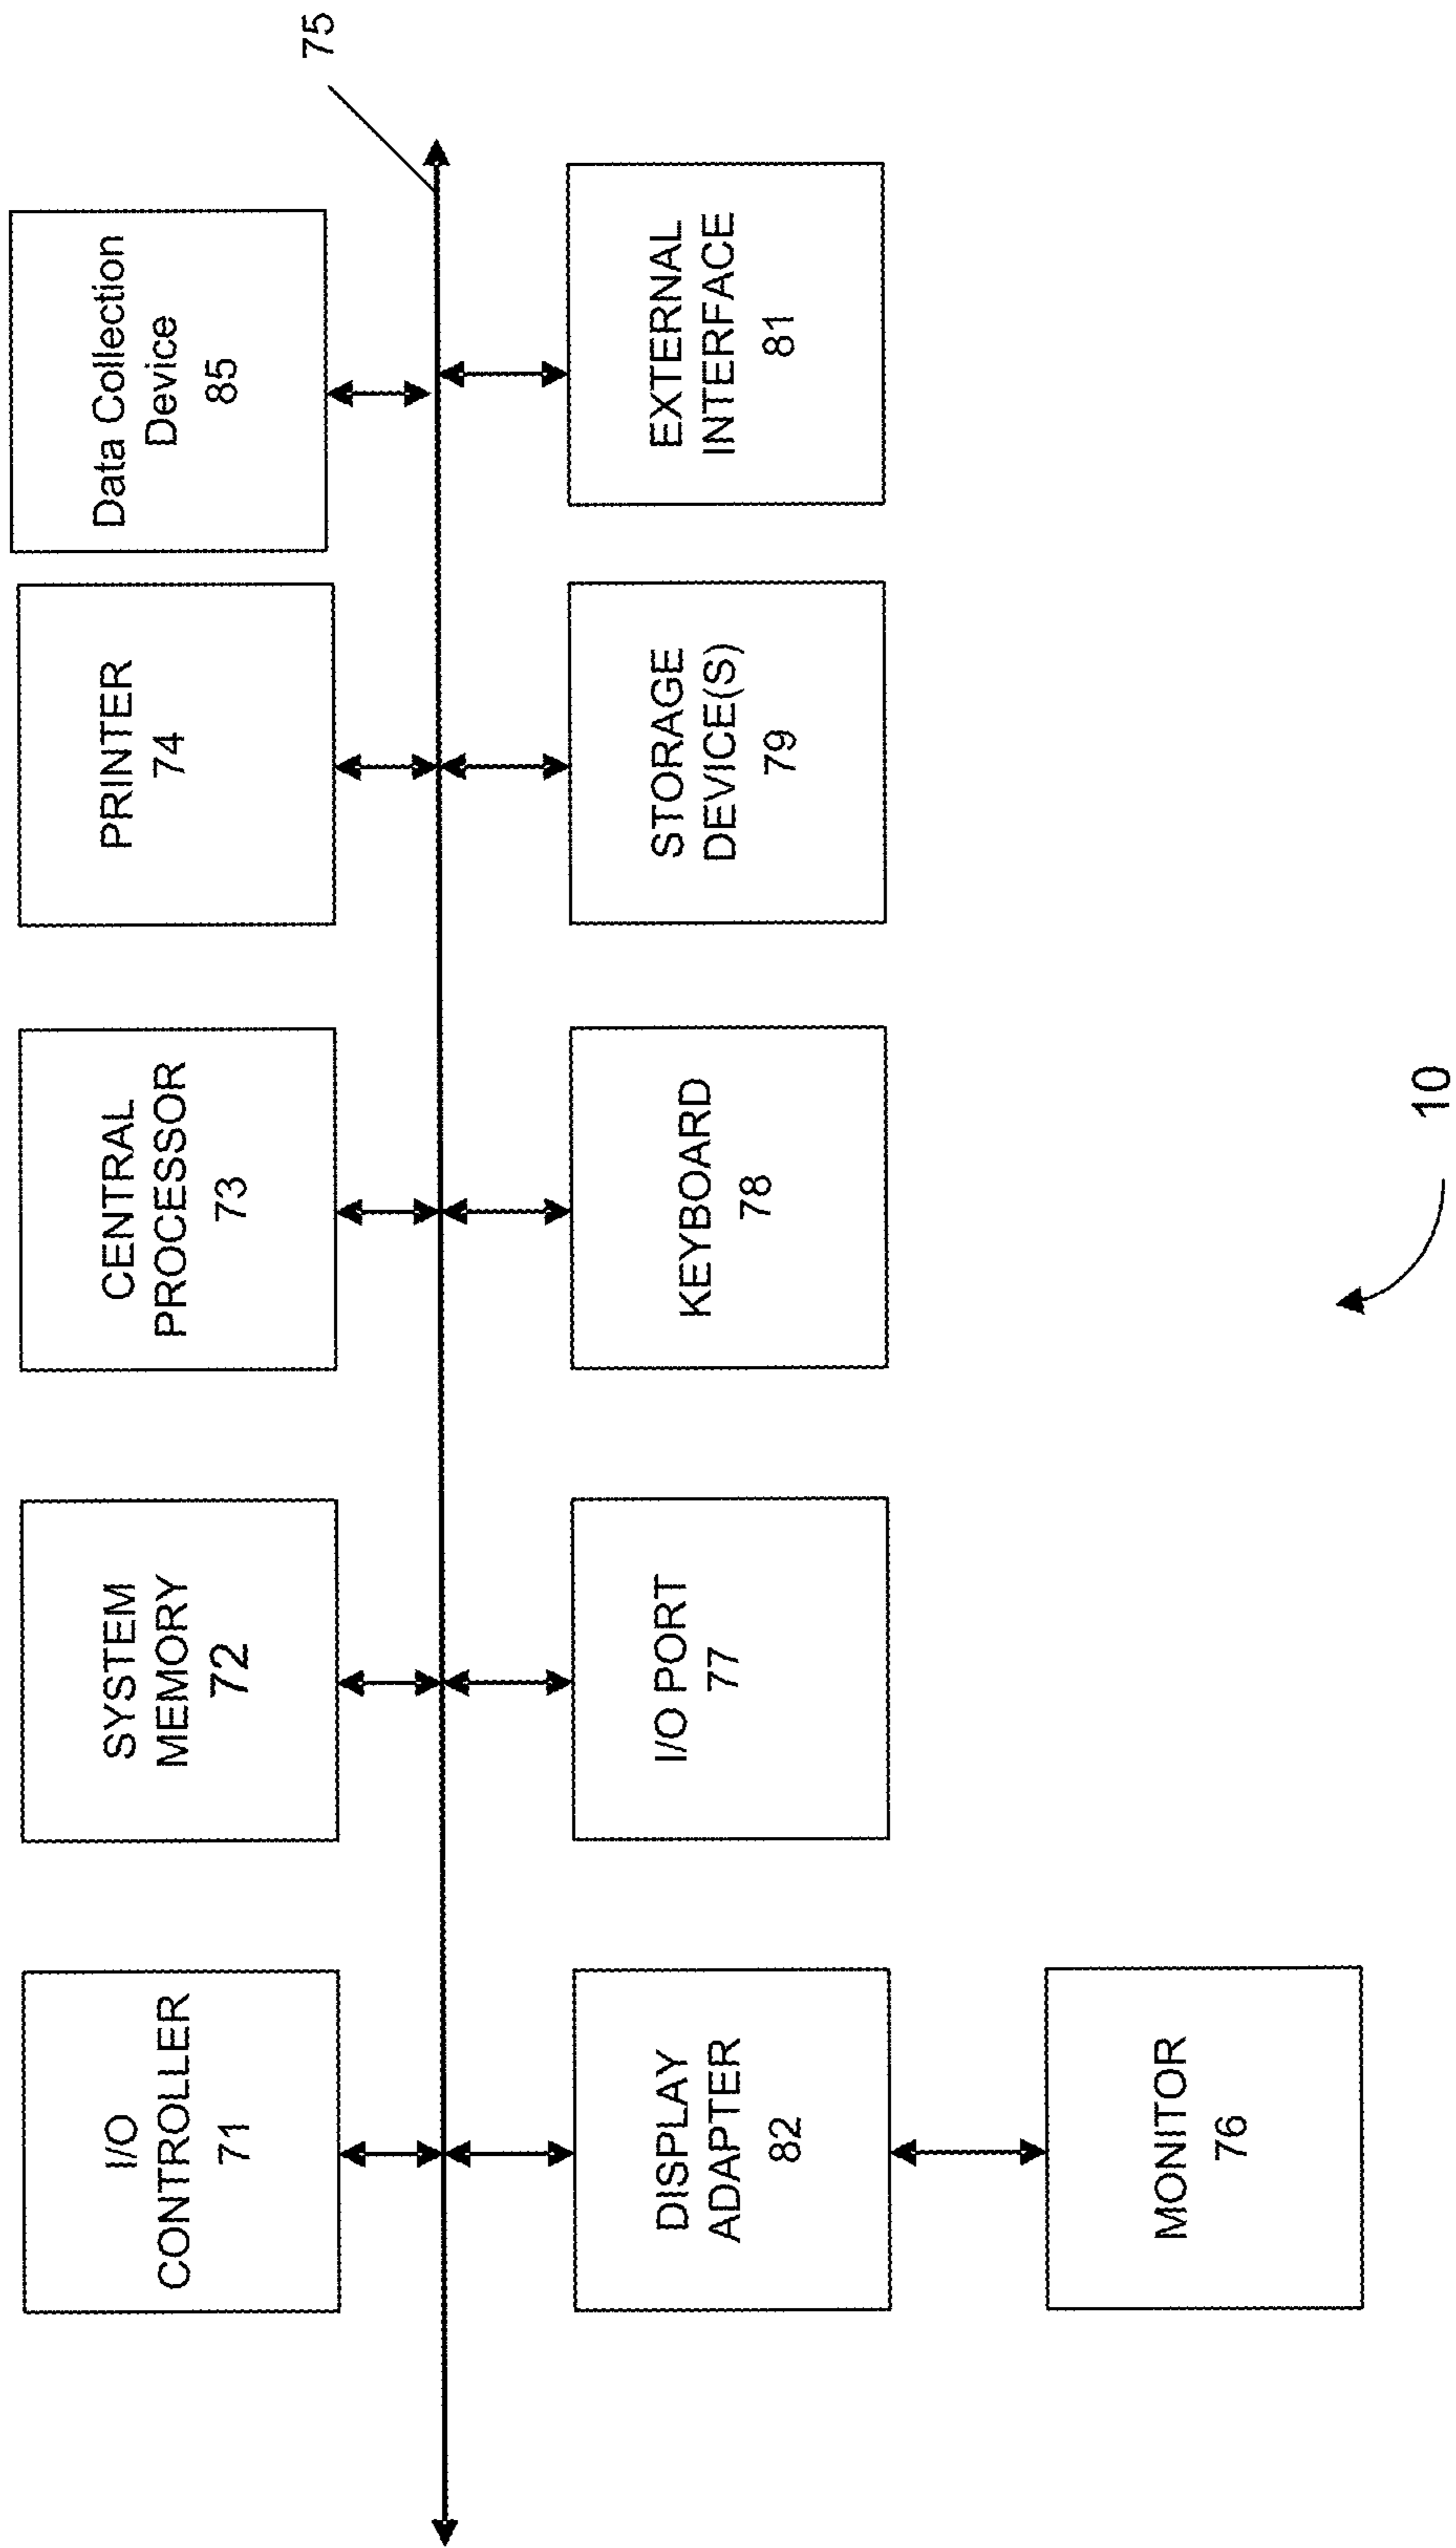 I/O
CONTROLLER
71
SYSTEM
MEMORY
72
CENTRAL
PROCESSOR
73
PRINTER
74
Data Collection
Device
85
75
DISPLAY
ADAPTER
82
I/O PORT
77
KEYBOARD
78
STORAGE
DEVICE(S)
79
EXTERNAL
INTERFACE
81
MONITOR
76
10